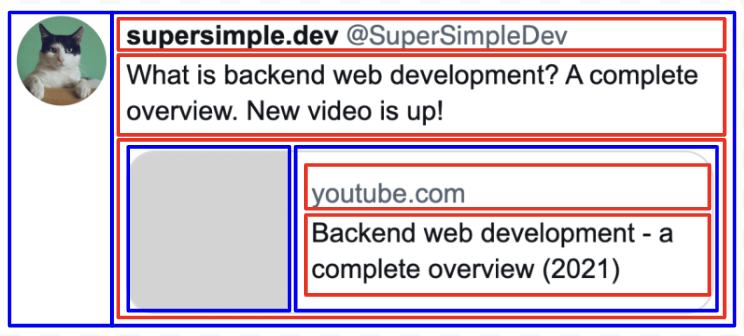 supersimple.dev @SuperSimpleDev
What is backend web development? A complete
overview. New video is up!
youtube.com
Backend web development - a
complete overview (2021)